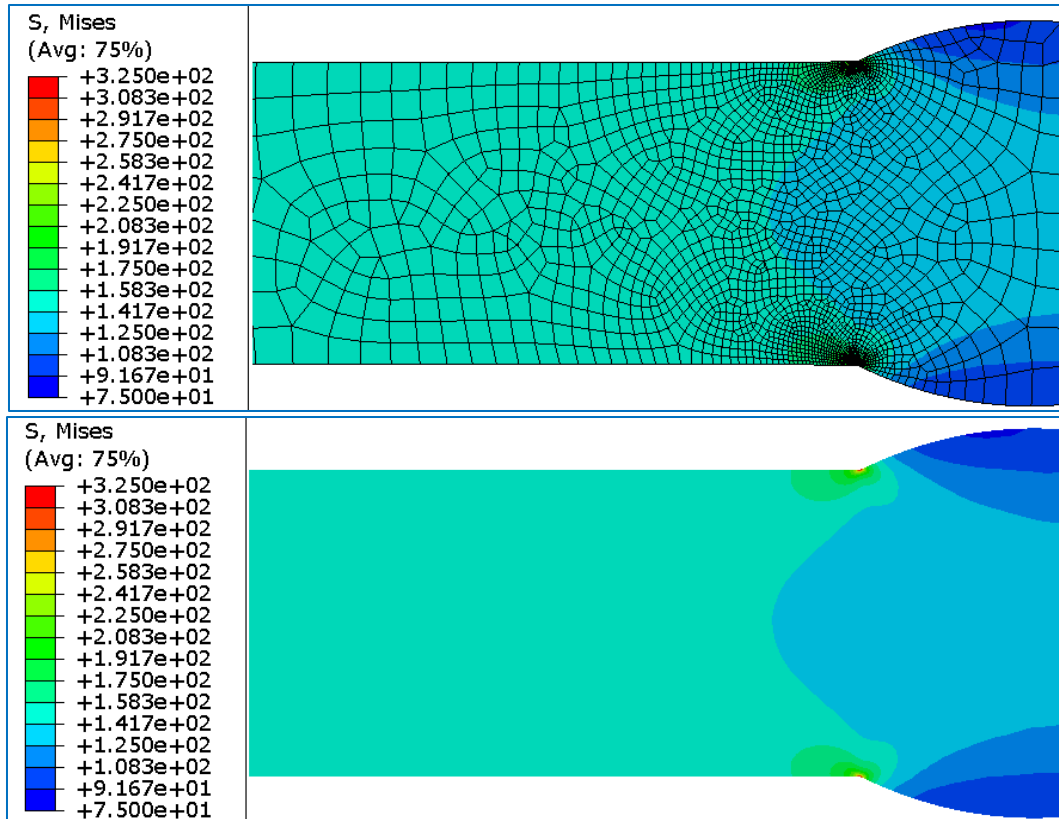 S, Mises
(Avg: 75%)
+3.250e+02
+3.083e+02
+2.917e+02
+2.750e+02
+2.583e+02
+2.417e+02
+2.250e+02
+2.083e+02
+1.917e+02
+1.750e+02
+1.583e+02
+1.417e+02
+1.250e+02
+1.083e+02
+9.167e+01
+7.500e+01
S, Mises
(Avg: 75%)
+3.250e+02
+3.083e+02
+2.917e+02
+2.750e+02
+2.583e+02
+2.417e+02
+2.250e+02
+2.083e+02
+1.917e+02
+1.750e+02
+1.583e+02
+1.417e+02
+1.250e+02
+1.083e+02
+9.167e+01
+7.500e+01